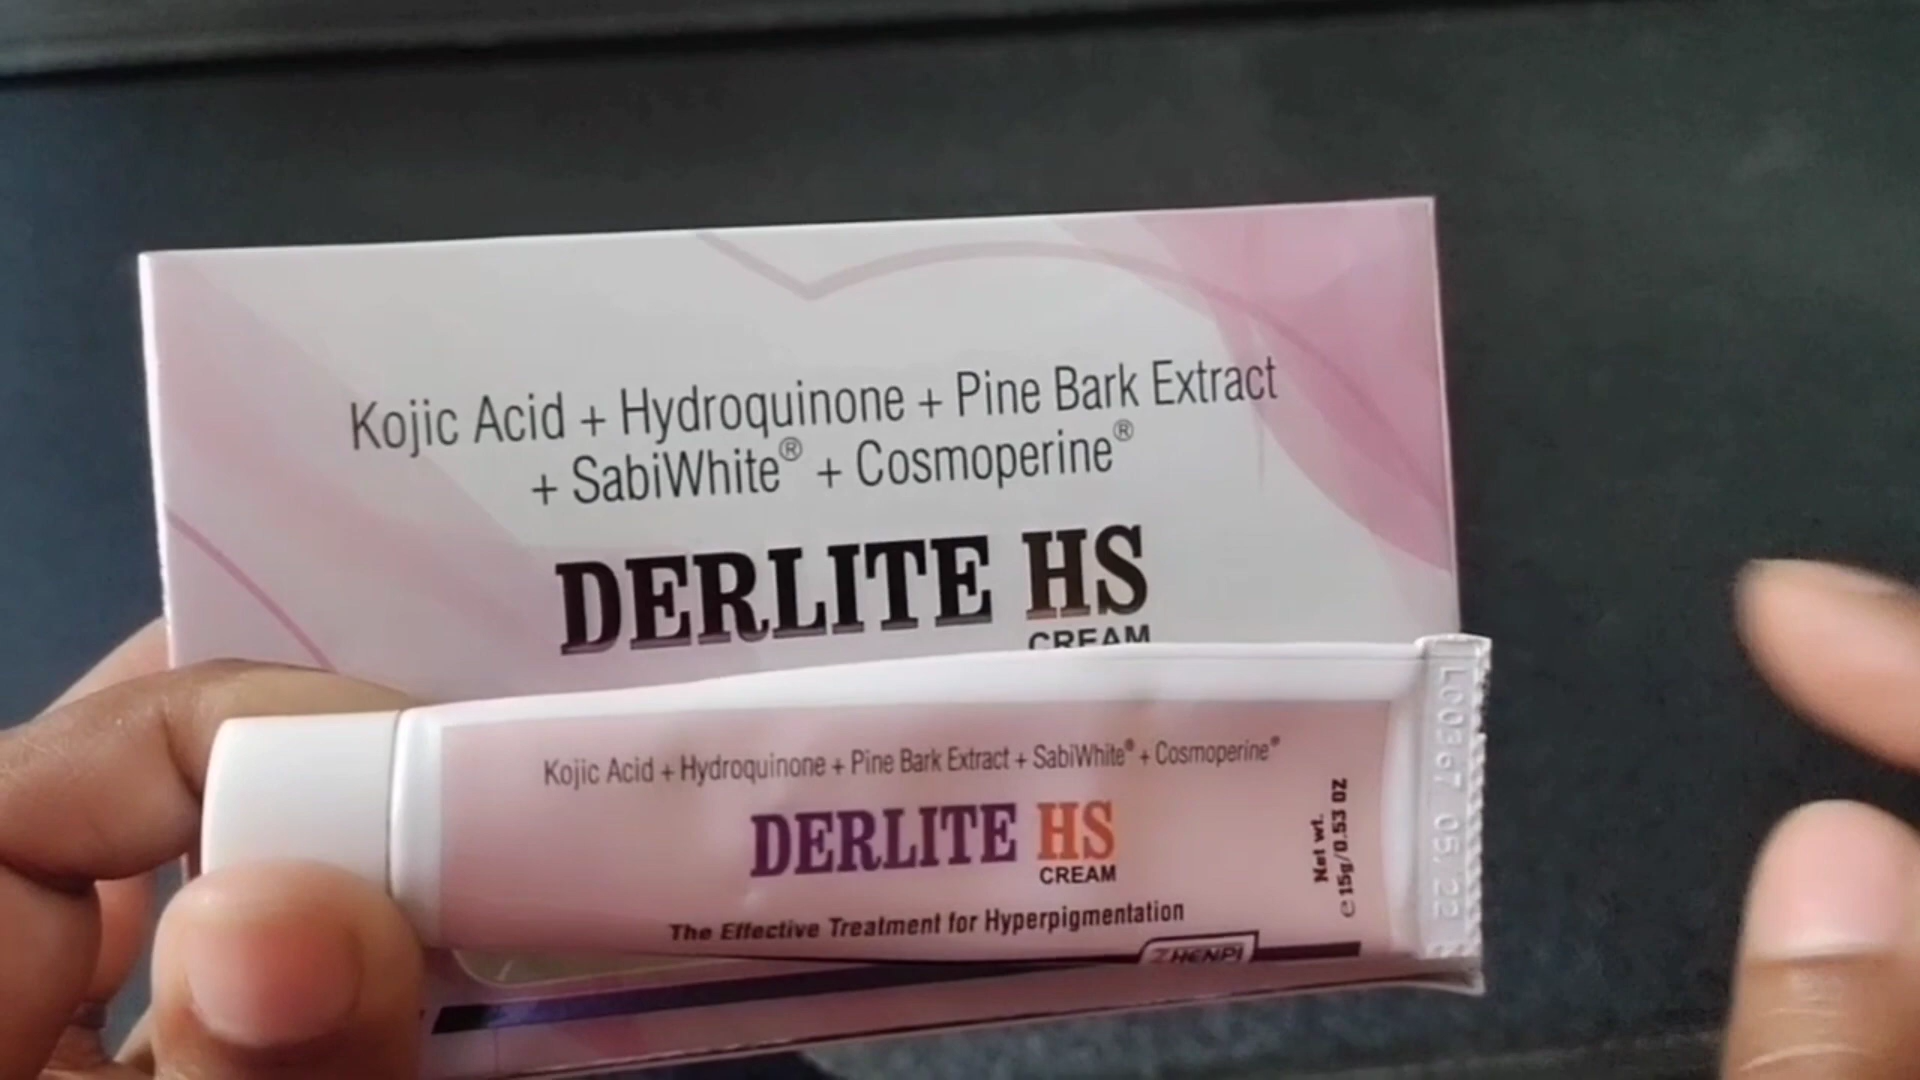 Kojic Acid + Hydroquinone + Pine Bark Extract
+ SabiWhite® + Cosmoperine®
DERLITE HS
CREAM
Kojic Acid + Hydroquinone + Pine Bark Extract + SabiWhite® + Cosmoperine®
DERLITE HS
CREAM
The Effective Treatment for Hyperpigmentation
ZHENPI
Net wt.
℮ 15g/0.53 OZ
05.22